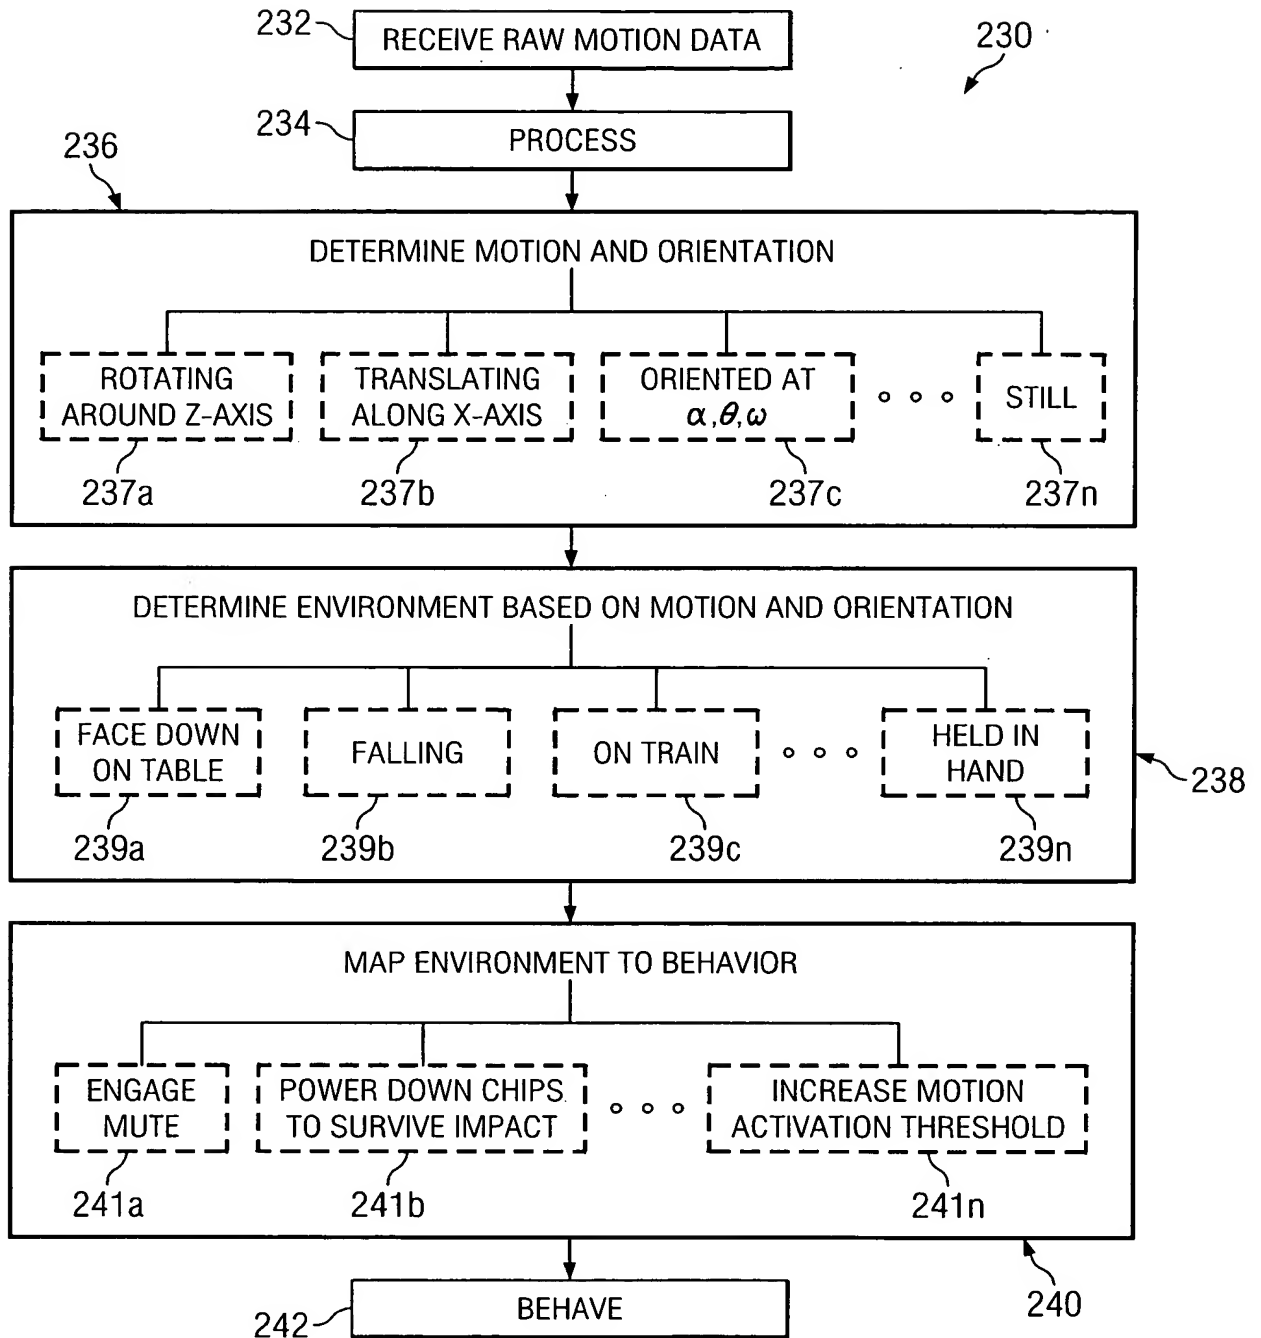 232
RECEIVE RAW MOTION DATA
230
234
PROCESS
236
DETERMINE MOTION AND ORIENTATION
ROTATING
AROUND Z-AXIS
TRANSLATING
ALONG X-AXIS
ORIENTED AT
α,θ,ω
STILL
237a
237b
237c
237n
DETERMINE ENVIRONMENT BASED ON MOTION AND ORIENTATION
FACE DOWN
ON TABLE
FALLING
ON TRAIN
HELD IN
HAND
238
239a
239b
239c
239n
MAP ENVIRONMENT TO BEHAVIOR
ENGAGE
MUTE
POWER DOWN CHIPS
TO SURVIVE IMPACT
INCREASE MOTION
ACTIVATION THRESHOLD
241a
241b
241n
240
242
BEHAVE